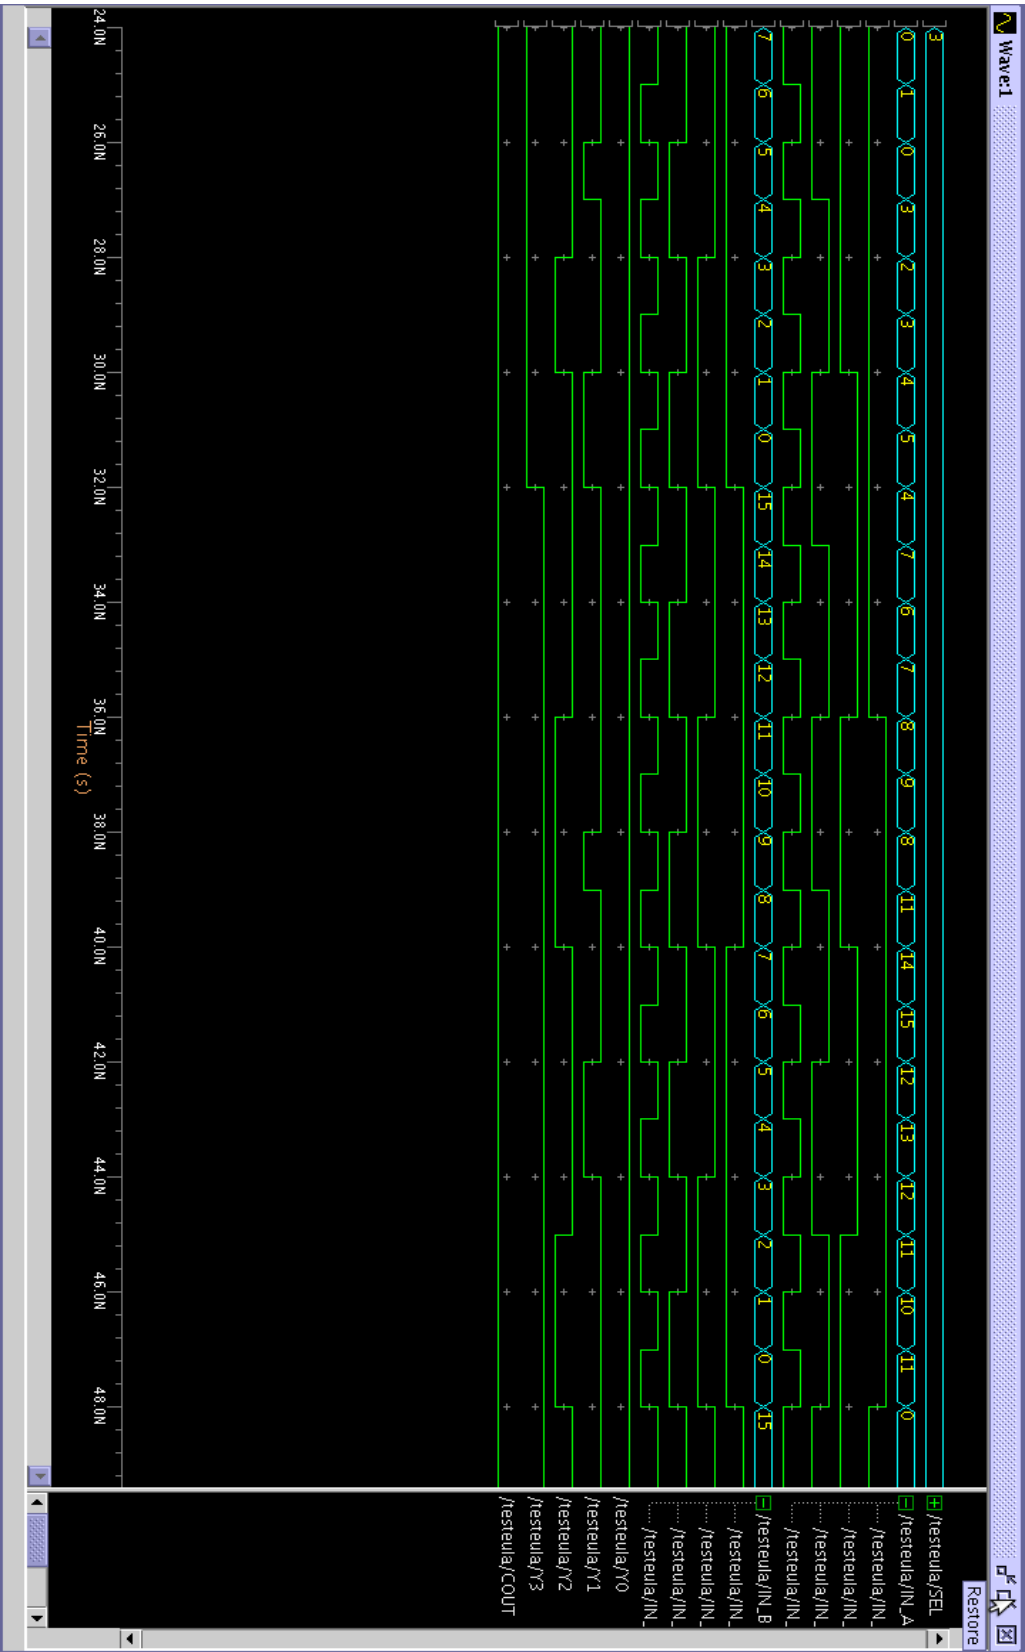 Wave:1
Restore
3
/testeula/SEL
0 1 0 3 2 3 4 5 4 7 6 7 8 9 8 11 14 15 12 13 12 11 10 11 0
/testeula/IN_A
/testeula/IN_
/testeula/IN_
/testeula/IN_
/testeula/IN_
7 6 5 4 3 2 1 0 15 14 13 12 11 10 9 8 7 6 5 4 3 2 1 0 15
/testeula/IN_B
/testeula/IN_
/testeula/IN_
/testeula/IN_
/testeula/IN_
/testeula/Y0
/testeula/Y1
/testeula/Y2
/testeula/Y3
/testeula/COUT
24.0N 26.0N 28.0N 30.0N 32.0N 34.0N 36.0N 38.0N 40.0N 42.0N 44.0N 46.0N 48.0N
Time (s)